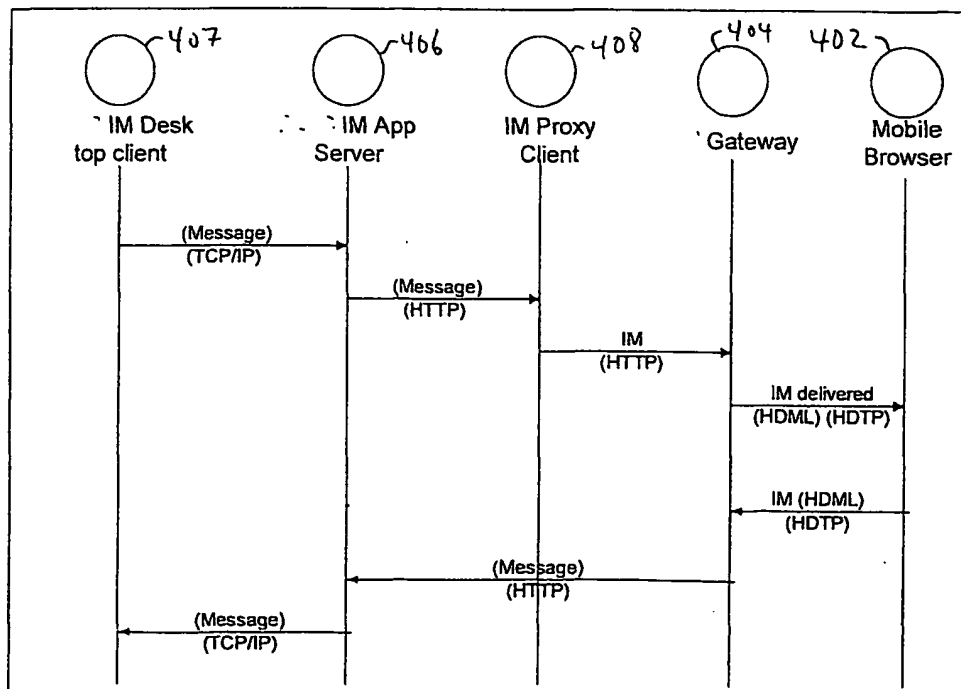 407
406
408
404
402
IM Desk
top client
IM App
Server
IM Proxy
Client
Gateway
Mobile
Browser
(Message)
(TCP/IP)
(Message)
(HTTP)
IM
(HTTP)
IM delivered
(HDML) (HDTP)
IM (HDML)
(HDTP)
(Message)
(HTTP)
(Message)
(TCP/IP)